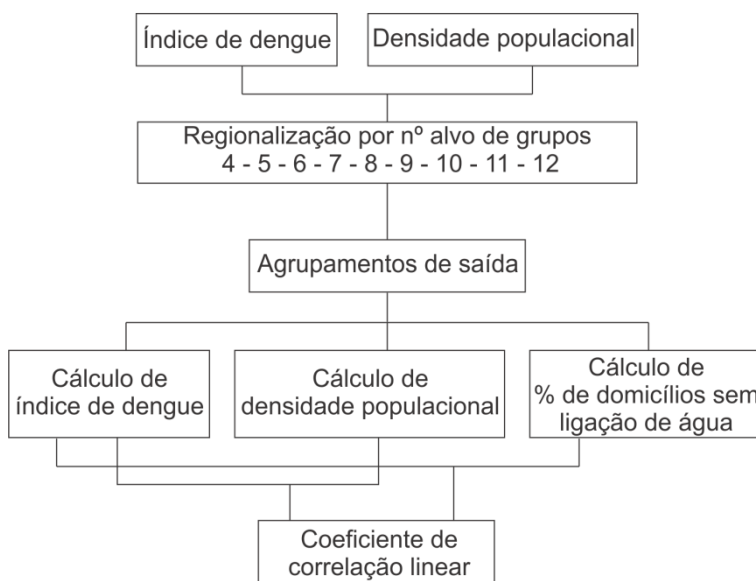 Índice de dengue
Densidade populacional
Regionalização por nº alvo de grupos
4 - 5 - 6 - 7 - 8 - 9 - 10 - 11 - 12
Agrupamentos de saída
Cálculo de
índice de dengue
Cálculo de
densidade populacional
Cálculo de
% de domicílios sem
ligação de água
Coeficiente de
correlação linear